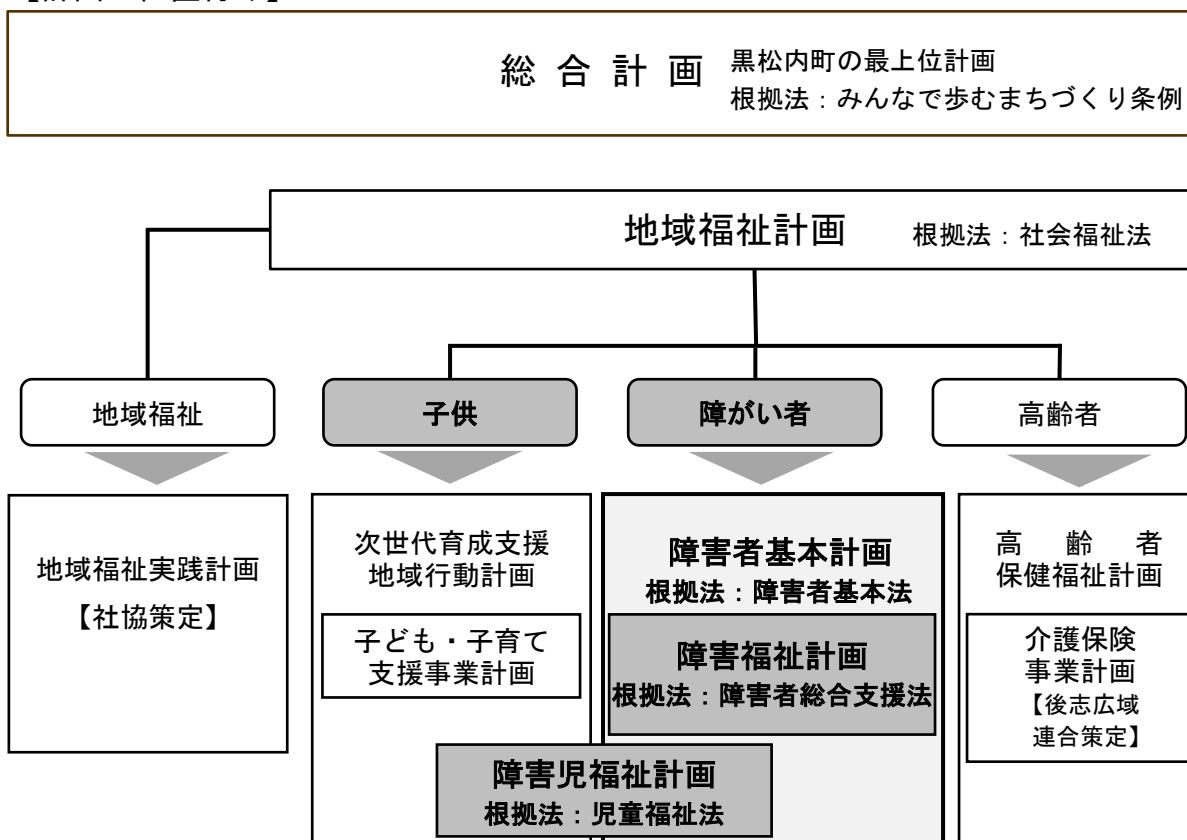 総合計画
黒松内町の最上位計画
根拠法：みんなで歩むまちづくり条例
地域福祉計画 根拠法：社会福祉法
地域福祉
子供
障がい者
高齢者
地域福祉実践計画
【社協策定】
次世代育成支援
地域行動計画
子ども・子育て
支援事業計画
障害者基本計画
根拠法：障害者基本法
障害福祉計画
根拠法：障害者総合支援法
障害児福祉計画
根拠法：児童福祉法
高齢者
保健福祉計画
介護保険
事業計画
【後志広域
連合策定】